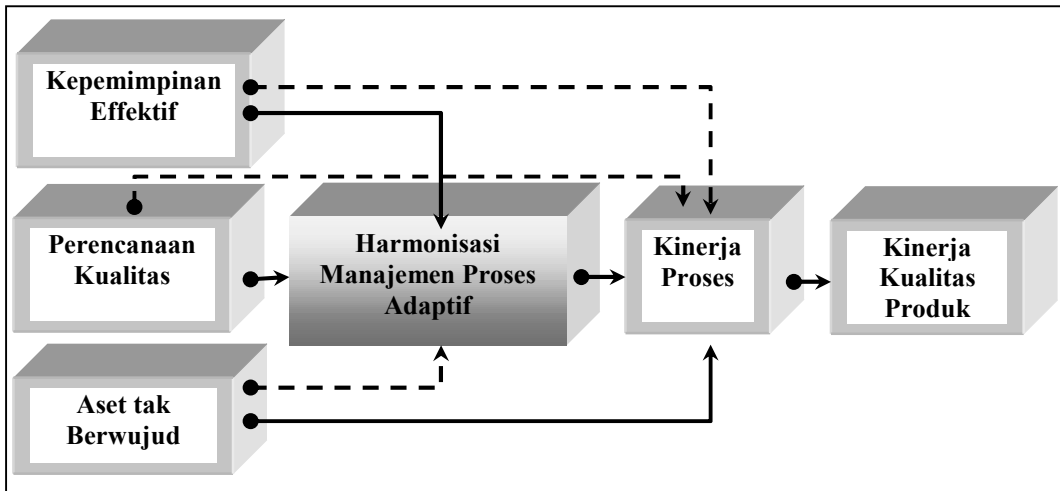 Kepemimpinan
Effektif
Perencanaan
Kualitas
Harmonisasi
Manajemen Proses
Adaptif
Kinerja
Proses
Kinerja
Kualitas
Produk
Aset tak
Berwujud